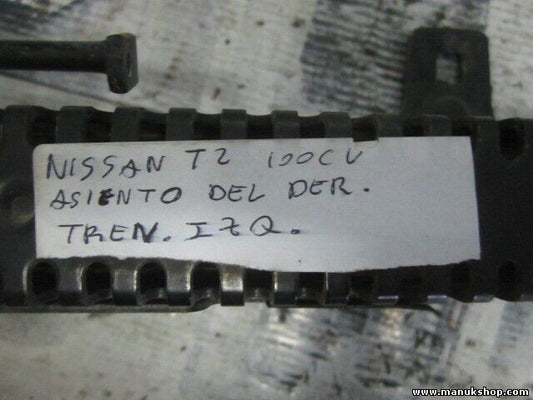 NISSAN T2 100CV
ASIENTO DEL DER.
TREN. IZQ.
www.manukshop.com